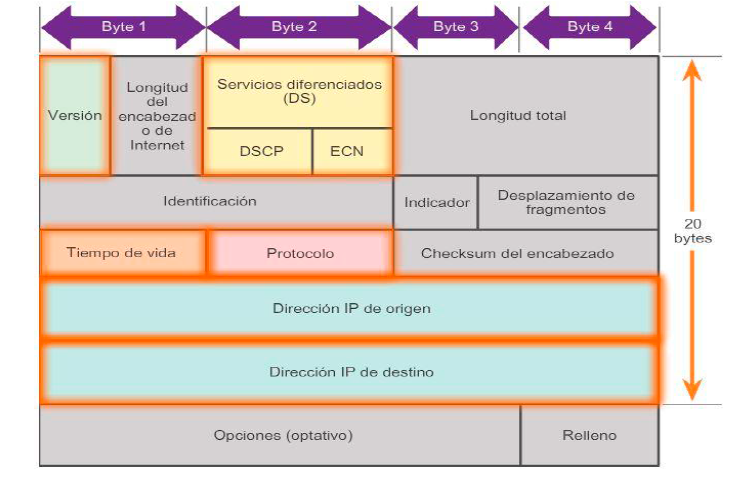 Byte 1
Byte 2
Byte 3
Byte 4
Versión
Longitud
del
encabezad
o de
Internet
Servicios diferenciados
(DS)
DSCP
ECN
Longitud total
Identificación
Indicador
Desplazamiento de
fragmentos
Tiempo de vida
Protocolo
Checksum del encabezado
Dirección IP de origen
Dirección IP de destino
Opciones (optativo)
Relleno
20
bytes